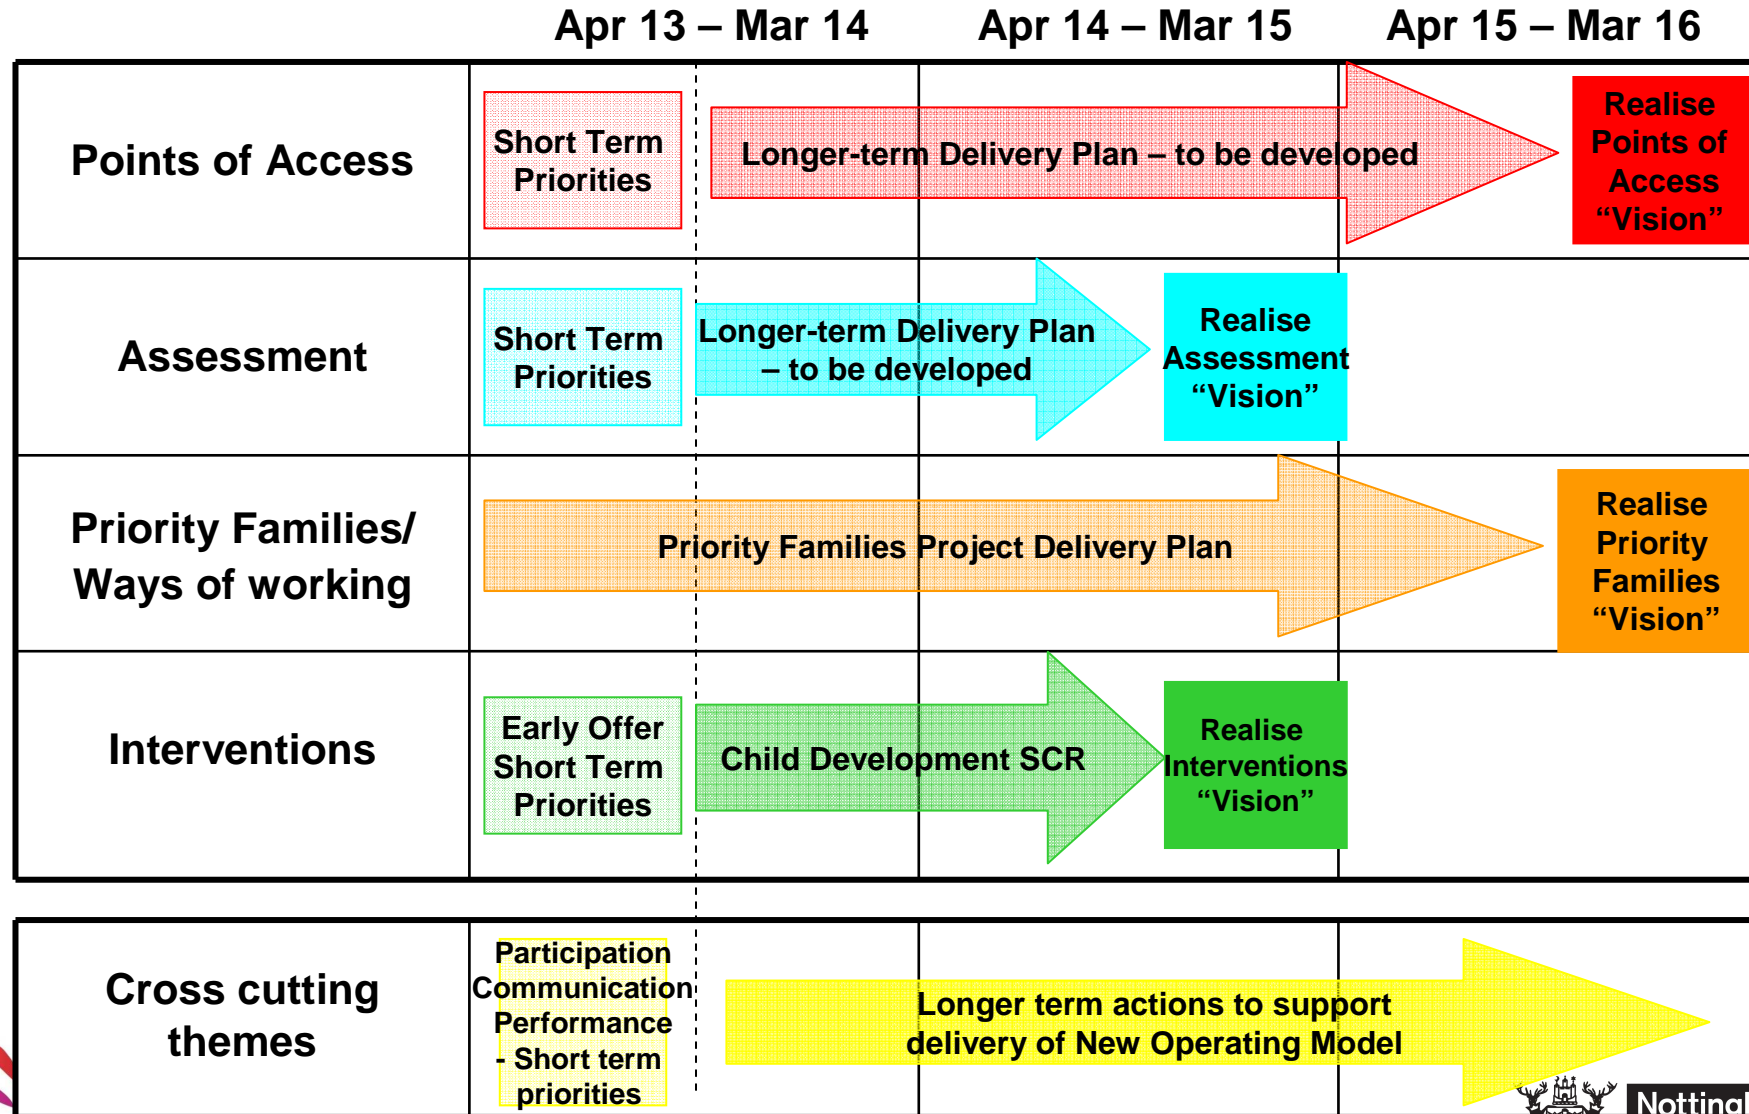 Apr 13 – Mar 14
Apr 14 – Mar 15
Apr 15 – Mar 16
Points of Access
Short Term
Priorities
Longer-term Delivery Plan – to be developed
Realise
Points of
Access
“Vision”
Assessment
Short Term
Priorities
Longer-term Delivery Plan
– to be developed
Realise
Assessment
“Vision”
Priority Families/
Ways of working
Priority Families Project Delivery Plan
Realise
Priority
Families
“Vision”
Interventions
Early Offer
Short Term
Priorities
Child Development SCR
Realise
Interventions
“Vision”
Cross cutting
themes
Participation
Communication
Performance
- Short term
priorities
Longer term actions to support
delivery of New Operating Model